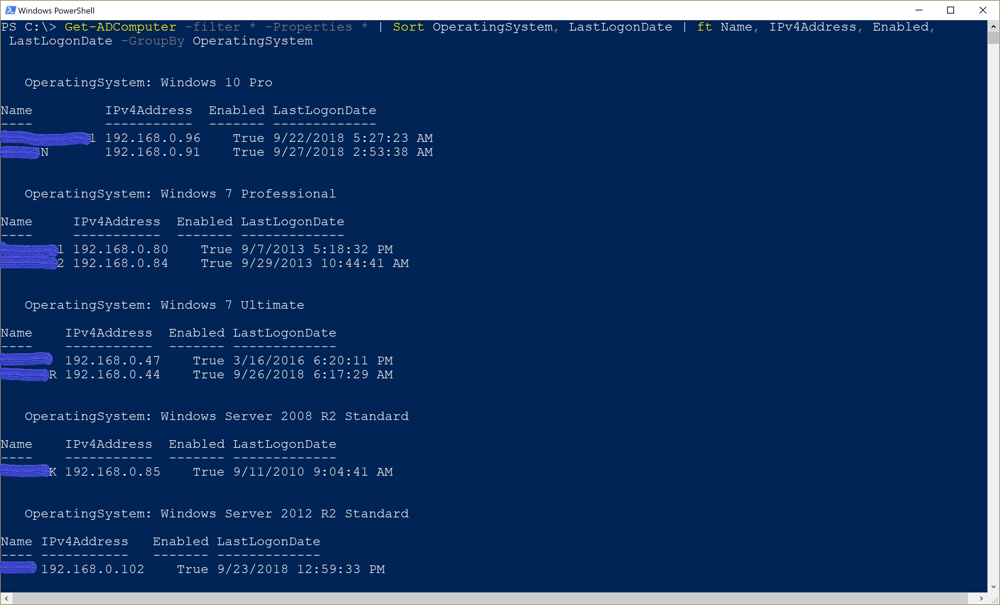 Windows PowerShell
PS C:\> Get-ADComputer -filter * -Properties * | Sort OperatingSystem, LastLogonDate | ft Name, IPv4Address, Enabled,
LastLogonDate -GroupBy OperatingSystem
OperatingSystem: Windows 10 Pro
Name IPv4Address Enabled LastLogonDate
---- ----------- ------- -------------
1 192.168.0.96 True 9/22/2018 5:27:23 AM
N 192.168.0.91 True 9/27/2018 2:53:38 AM
OperatingSystem: Windows 7 Professional
Name IPv4Address Enabled LastLogonDate
---- ----------- ------- -------------
1 192.168.0.80 True 9/7/2013 5:18:32 PM
2 192.168.0.84 True 9/29/2013 10:44:41 AM
OperatingSystem: Windows 7 Ultimate
Name IPv4Address Enabled LastLogonDate
---- ----------- ------- -------------
192.168.0.47 True 3/16/2016 6:20:11 PM
R 192.168.0.44 True 9/26/2018 6:17:29 AM
OperatingSystem: Windows Server 2008 R2 Standard
Name IPv4Address Enabled LastLogonDate
---- ----------- ------- -------------
K 192.168.0.85 True 9/11/2010 9:04:41 AM
OperatingSystem: Windows Server 2012 R2 Standard
Name IPv4Address Enabled LastLogonDate
---- ----------- ------- -------------
192.168.0.102 True 9/23/2018 12:59:33 PM